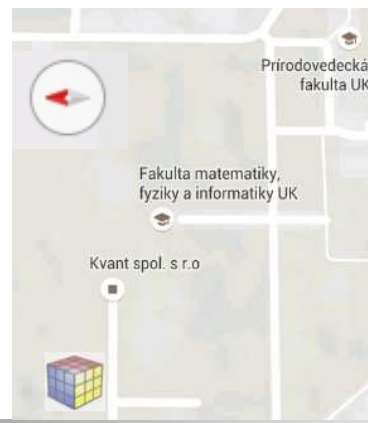 Prírodovedecká
fakulta UK
Fakulta matematiky,
fyziky a informatiky UK
Kvant spol. s r.o